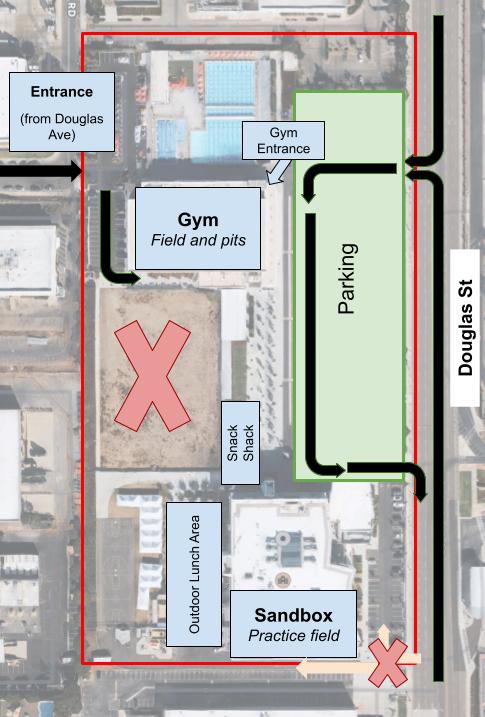 RD
Entrance
(from Douglas
Ave)
Gym
Entrance
Gym
Field and pits
Parking
Douglas St
Snack
Shack
Outdoor Lunch Area
Sandbox
Practice field